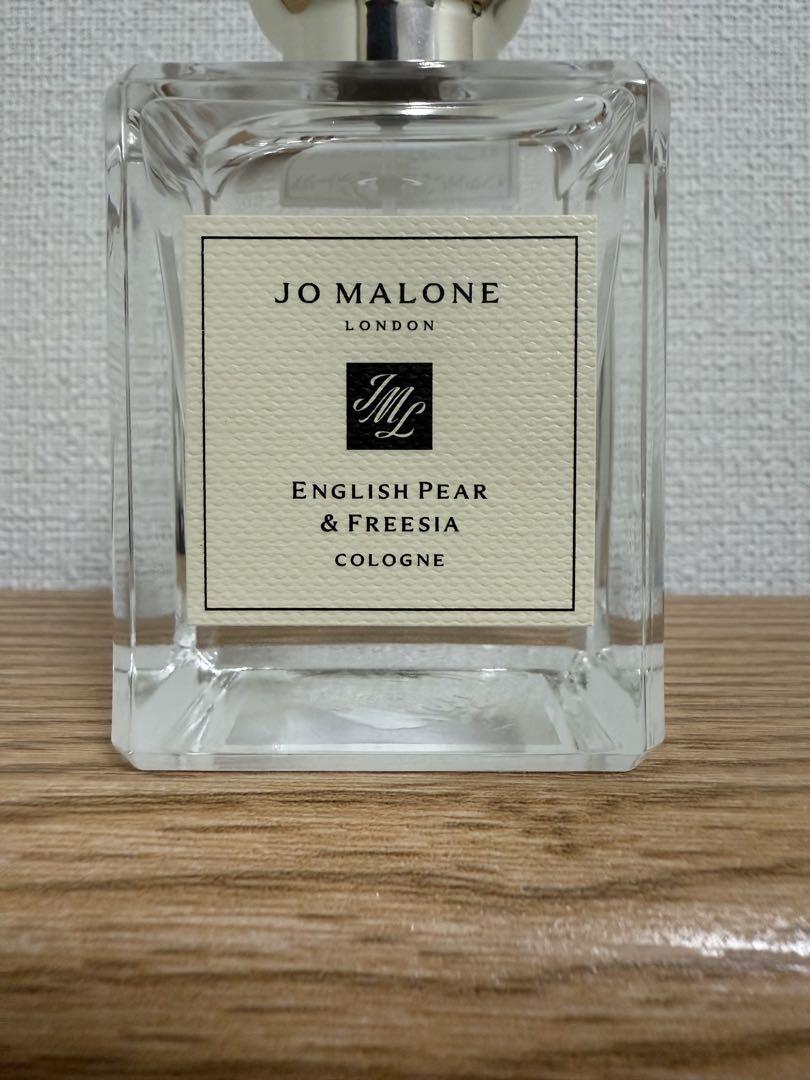 JO MALONE
LONDON
JML
ENGLISH PEAR
& FREESIA
COLOGNE